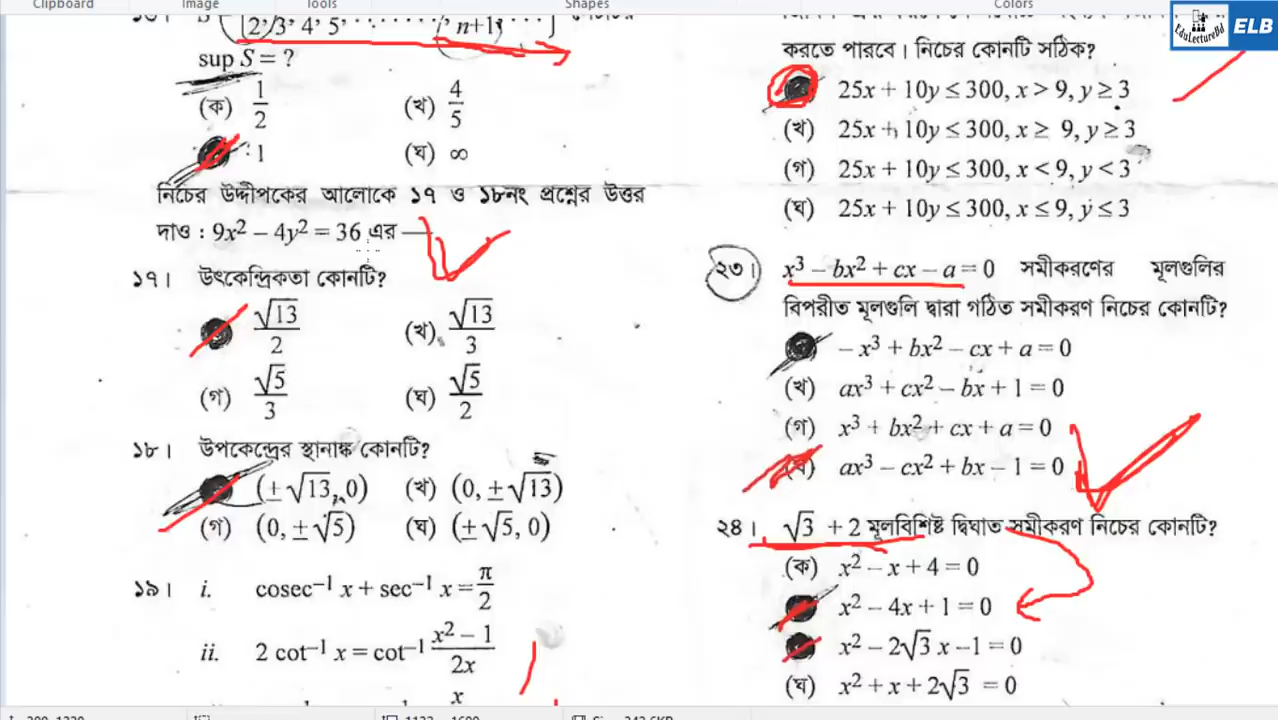 Clipboard
Image
Tools
Shapes
Colors
EduLectureBd
ELB
2, 3, 4, 5, n+1
sup S = ?
(ক) 1/2 (খ) 4/5
1 (ঘ) ∞
নিচের উদ্দীপকের আলোকে ১৭ ও ১৮নং প্রশ্নের উত্তর
দাও : 9x² – 4y² = 36 এর —
১৭। উৎকেন্দ্রিকতা কোনটি?
√13/2 (খ) √13/3
(গ) √5/3 (ঘ) √5/2
১৮। উপকেন্দ্রের স্থানাঙ্ক কোনটি?
(±√13, 0) (খ) (0, ±√13)
(গ) (0, ±√5) (ঘ) (±√5, 0)
১৯। i. cosec⁻¹ x + sec⁻¹ x = π/2
ii. 2 cot⁻¹ x = cot⁻¹ (x² – 1)/2x
x
করতে পারবে। নিচের কোনটি সঠিক?
25x + 10y ≤ 300, x > 9, y ≥ 3
(খ) 25x + 10y ≤ 300, x ≥ 9, y ≥ 3
(গ) 25x + 10y ≤ 300, x < 9, y < 3
(ঘ) 25x + 10y ≤ 300, x ≤ 9, y ≤ 3
২৩। x³ – bx² + cx – a = 0 সমীকরণের মূলগুলির
বিপরীত মূলগুলি দ্বারা গঠিত সমীকরণ নিচের কোনটি?
– x³ + bx² – cx + a = 0
(খ) ax³ + cx² – bx + 1 = 0
(গ) x³ + bx² + cx + a = 0
(ঘ) ax³ – cx² + bx – 1 = 0
২৪। √3 + 2 মূলবিশিষ্ট দ্বিঘাত সমীকরণ নিচের কোনটি?
(ক) x² – x + 4 = 0
x² – 4x + 1 = 0
x² – 2√3 x – 1 = 0
(ঘ) x² + x + 2√3 = 0